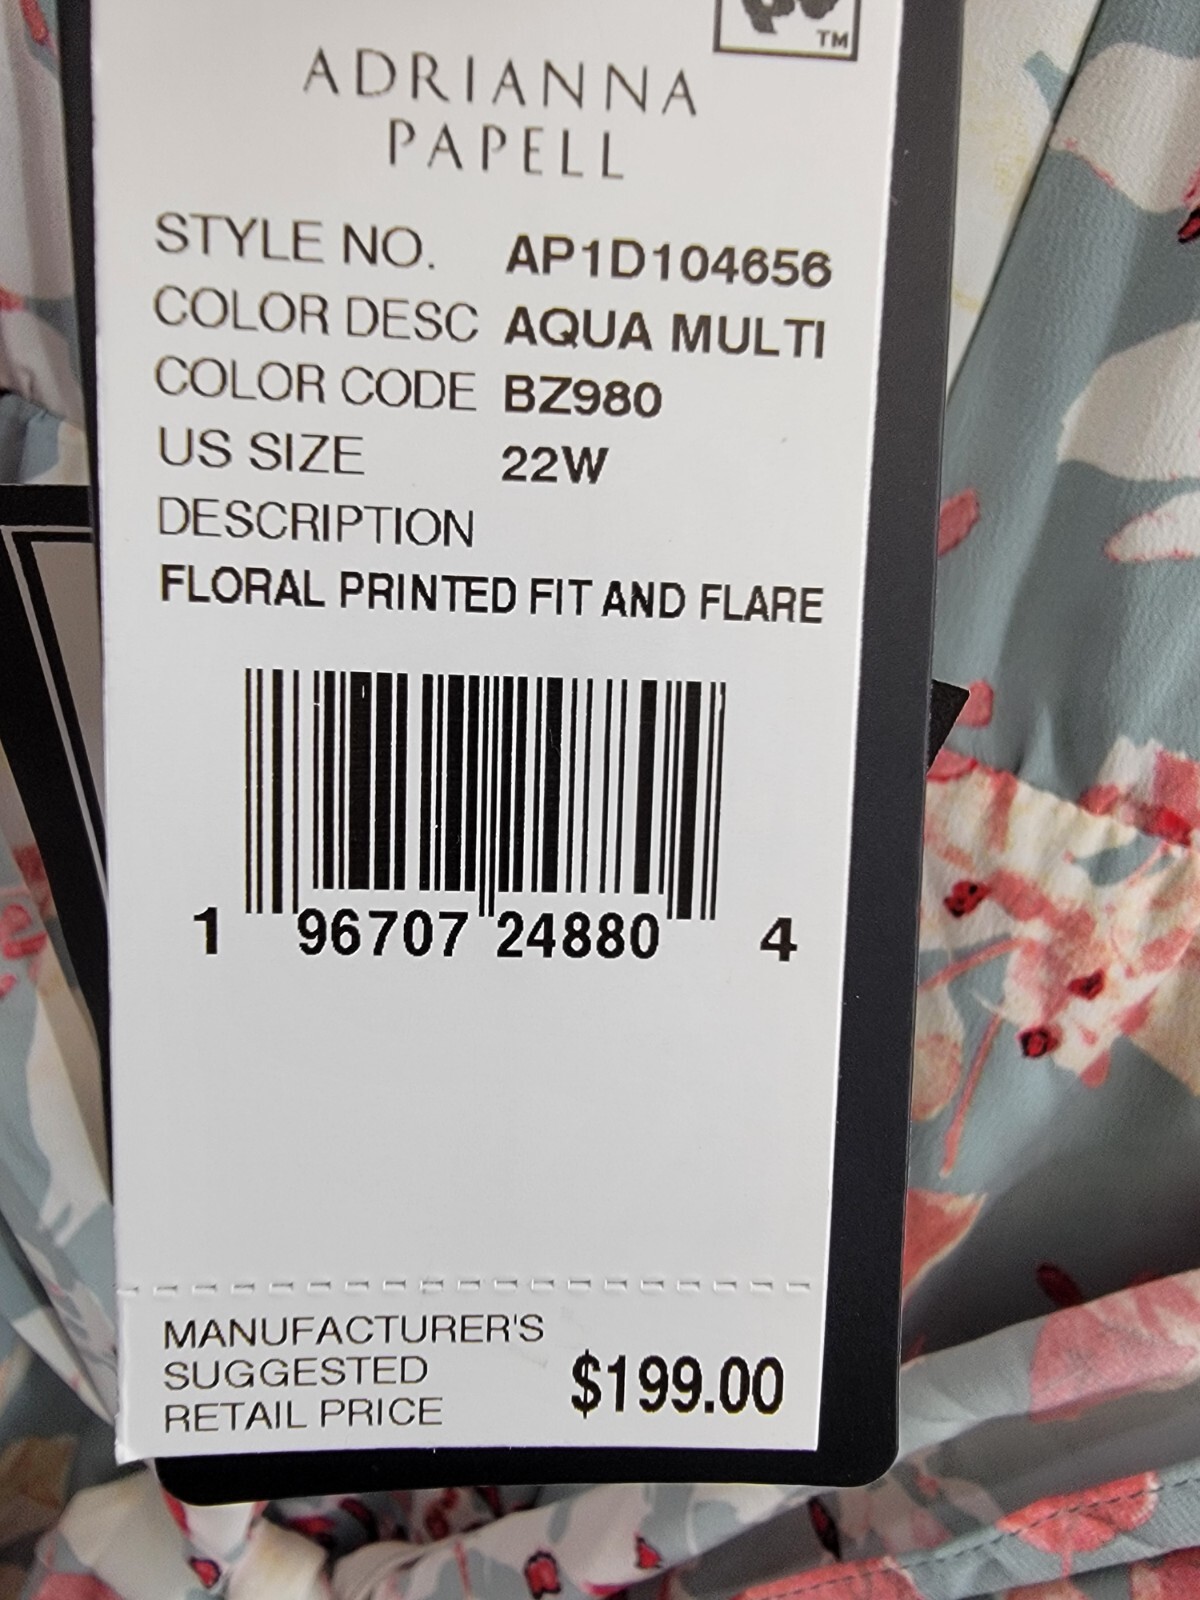 TM
ADRIANNA
PAPELL
STYLE NO. AP1D104656
COLOR DESC AQUA MULTI
COLOR CODE BZ980
US SIZE 22W
DESCRIPTION
FLORAL PRINTED FIT AND FLARE
1 96707 24880 4
MANUFACTURER'S
SUGGESTED
RETAIL PRICE $199.00